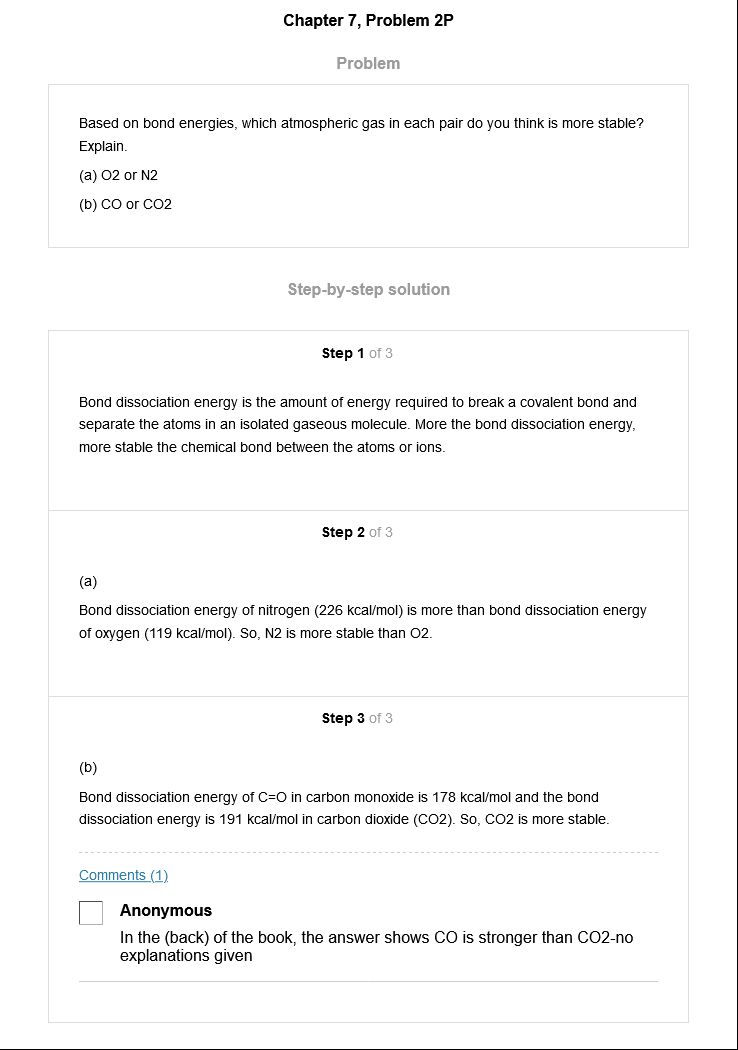 Chapter 7, Problem 2P
Problem
Based on bond energies, which atmospheric gas in each pair do you think is more stable?
Explain.
(a) O2 or N2
(b) CO or CO2
Step-by-step solution
Step 1 of 3
Bond dissociation energy is the amount of energy required to break a covalent bond and
separate the atoms in an isolated gaseous molecule. More the bond dissociation energy,
more stable the chemical bond between the atoms or ions.
Step 2 of 3
(a)
Bond dissociation energy of nitrogen (226 kcal/mol) is more than bond dissociation energy
of oxygen (119 kcal/mol). So, N2 is more stable than O2.
Step 3 of 3
(b)
Bond dissociation energy of C=O in carbon monoxide is 178 kcal/mol and the bond
dissociation energy is 191 kcal/mol in carbon dioxide (CO2). So, CO2 is more stable.
Comments (1)
Anonymous
In the (back) of the book, the answer shows CO is stronger than CO2-no
explanations given